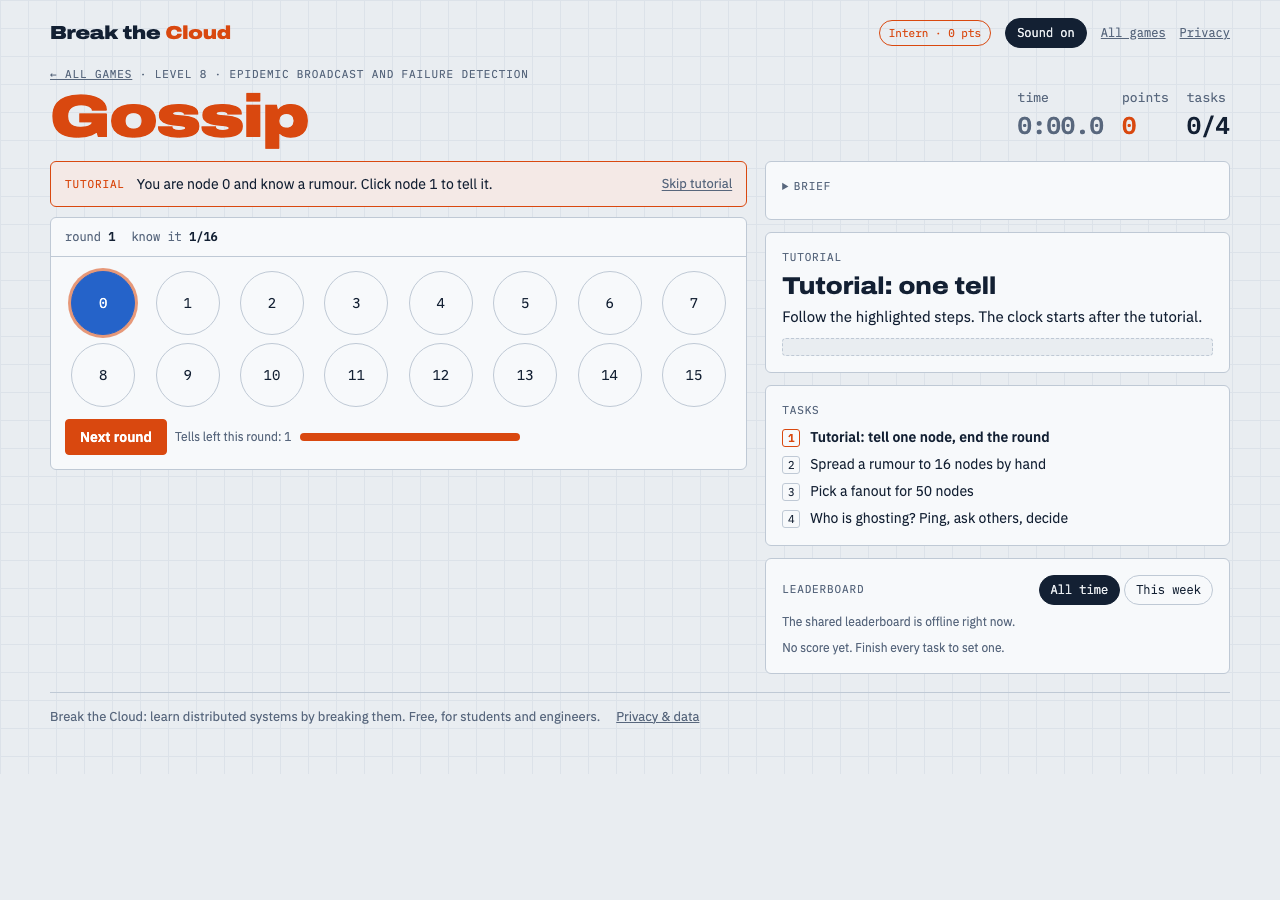 Break the Cloud
Intern · 0 pts
Sound on
All games
Privacy
← ALL GAMES · LEVEL 8 · EPIDEMIC BROADCAST AND FAILURE DETECTION
Gossip
time
points
tasks
0:00.0
0
0/4
TUTORIAL
You are node 0 and know a rumour. Click node 1 to tell it.
Skip tutorial
round 1
know it 1/16
0 1 2 3 4 5 6 7
8 9 10 11 12 13 14 15
Next round
Tells left this round: 1
BRIEF
TUTORIAL
Tutorial: one tell
Follow the highlighted steps. The clock starts after the tutorial.
TASKS
1 Tutorial: tell one node, end the round
2 Spread a rumour to 16 nodes by hand
3 Pick a fanout for 50 nodes
4 Who is ghosting? Ping, ask others, decide
LEADERBOARD
All time
This week
The shared leaderboard is offline right now.
No score yet. Finish every task to set one.
Break the Cloud: learn distributed systems by breaking them. Free, for students and engineers.
Privacy & data